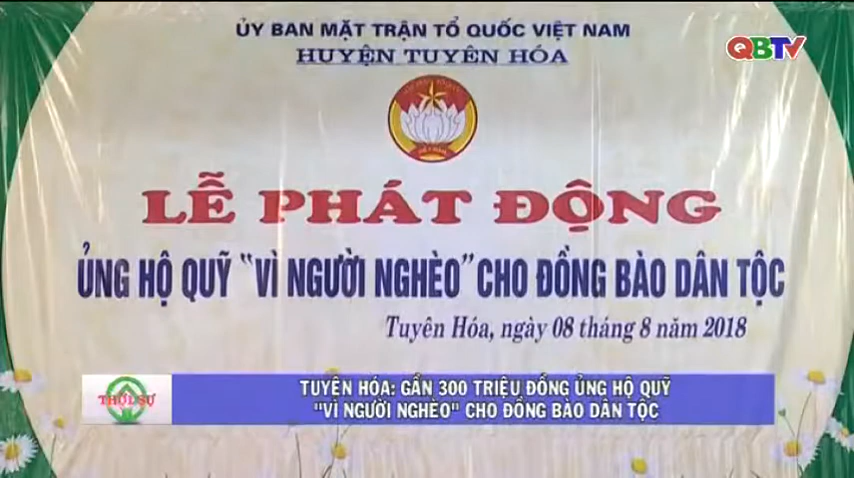 ỦY BAN MẶT TRẬN TỔ QUỐC VIỆT NAM
HUYỆN TUYÊN HÓA
QBTV
LỄ PHÁT ĐỘNG
ỦNG HỘ QUỸ "VÌ NGƯỜI NGHÈO" CHO ĐỒNG BÀO DÂN TỘC
Tuyên Hóa, ngày 08 tháng 8 năm 2018
THỜI SỰ
TUYÊN HÓA: GẦN 300 TRIỆU ĐỒNG ỦNG HỘ QUỸ
"VÌ NGƯỜI NGHÈO" CHO ĐỒNG BÀO DÂN TỘC